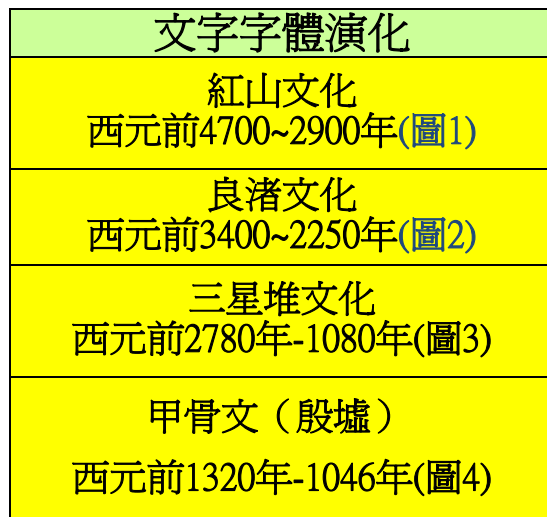 文字字體演化
紅山文化
西元前4700~2900年(圖1)
良渚文化
西元前3400~2250年(圖2)
三星堆文化
西元前2780年-1080年(圖3)
甲骨文（殷墟）
西元前1320年-1046年(圖4)